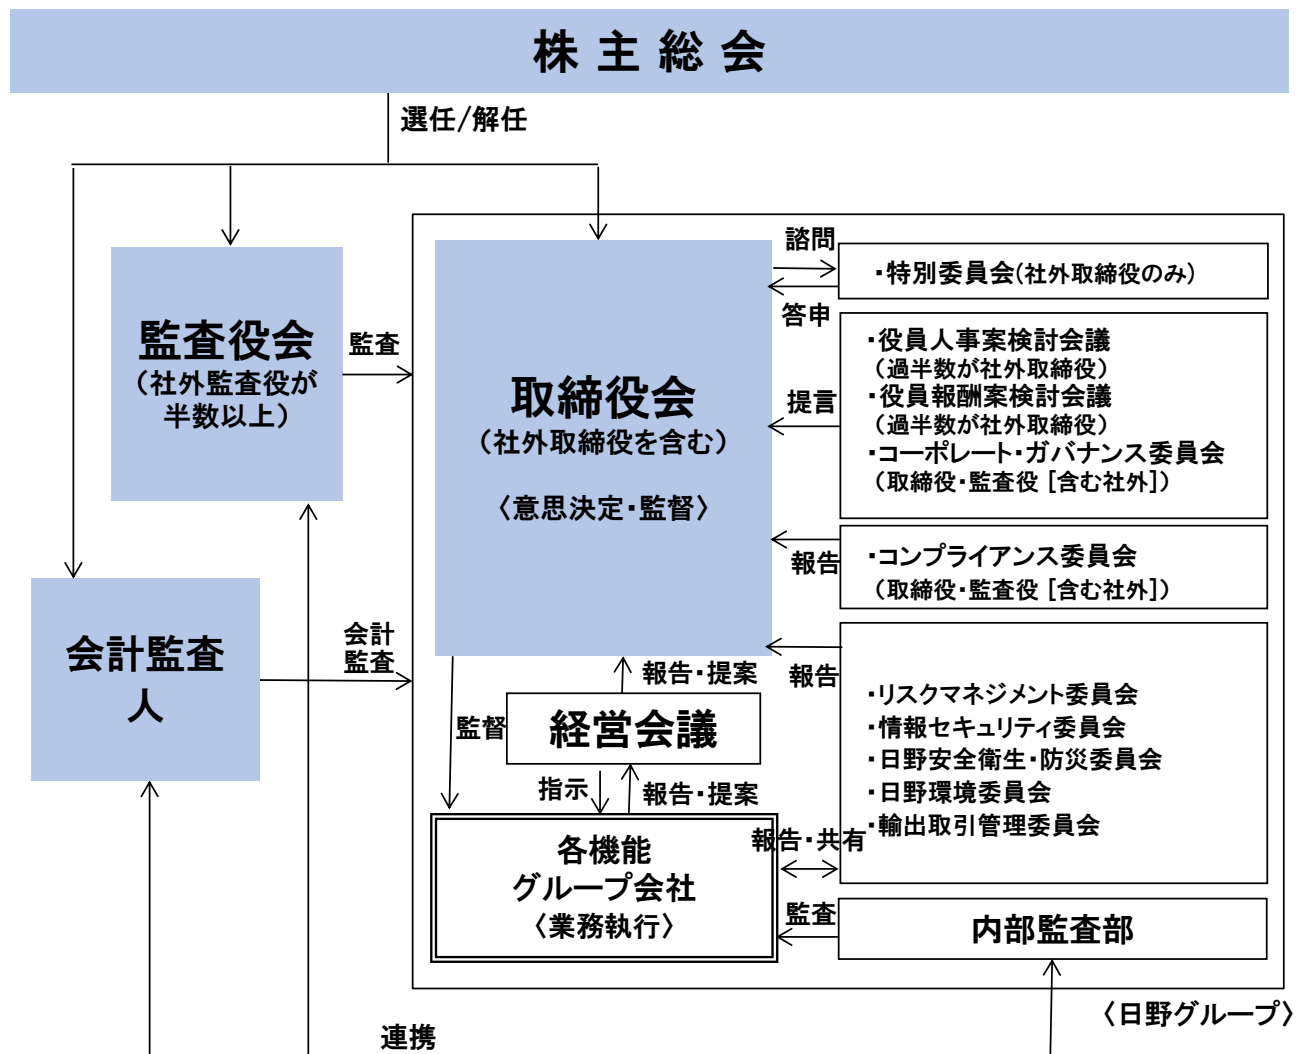 株主総会
選任/解任
監査役会
（社外監査役が
半数以上）
監査
取締役会
（社外取締役を含む）
〈意思決定・監督〉
諮問
答申
・特別委員会(社外取締役のみ)
提言
・役員人事案検討会議
（過半数が社外取締役）
・役員報酬案検討会議
（過半数が社外取締役）
・コーポレート・ガバナンス委員会
（取締役・監査役 [含む社外]）
報告
・コンプライアンス委員会
（取締役・監査役 [含む社外]）
会計監査
人
会計
監査
報告
・リスクマネジメント委員会
・情報セキュリティ委員会
・日野安全衛生・防災委員会
・日野環境委員会
・輸出取引管理委員会
監督
報告・提案
経営会議
指示
報告・提案
各機能
グループ会社
〈業務執行〉
報告・共有
監査
内部監査部
〈日野グループ〉
連携